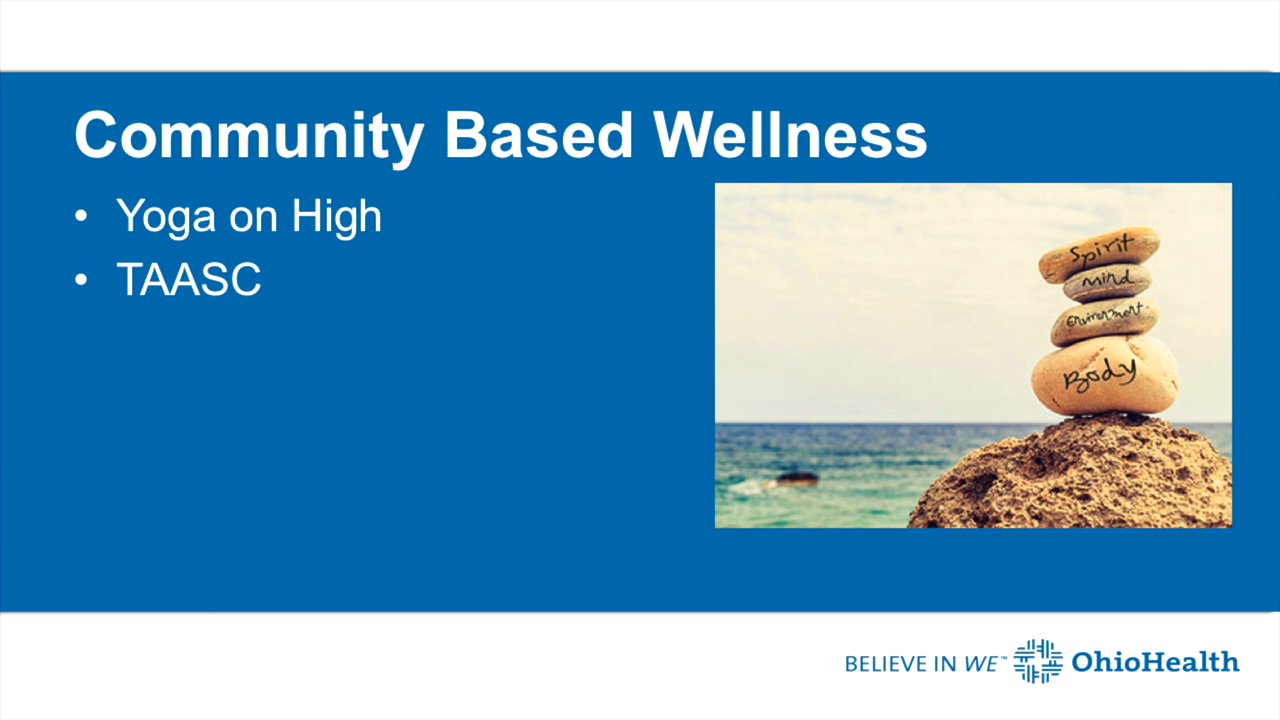 Community Based Wellness
• Yoga on High
• TAASC
Spirit
mind
Environment
Body
BELIEVE IN WE™ OhioHealth